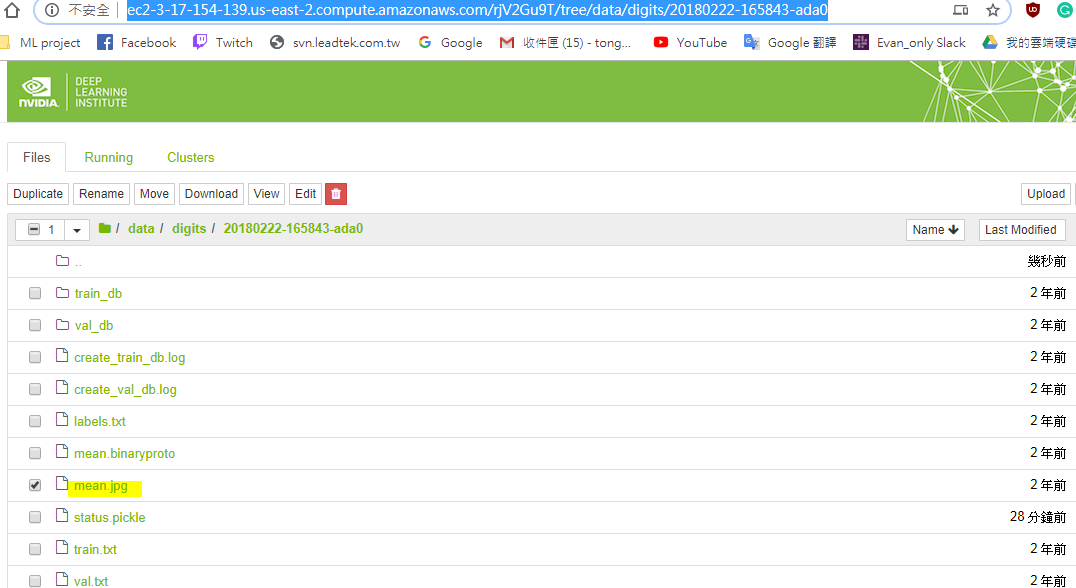 不安全 ec2-3-17-154-139.us-east-2.compute.amazonaws.com/rjV2Gu9T/tree/data/digits/20180222-165843-ada0
ML project Facebook Twitch svn.leadtek.com.tw Google 收件匣 (15) - tong... YouTube Google 翻譯 Evan_only Slack 我的雲端硬碟
NVIDIA. DEEP LEARNING INSTITUTE
Files Running Clusters
Duplicate Rename Move Download View Edit Upload
1 / data / digits / 20180222-165843-ada0 Name Last Modified
.. 幾秒前
train_db 2 年前
val_db 2 年前
create_train_db.log 2 年前
create_val_db.log 2 年前
labels.txt 2 年前
mean.binaryproto 2 年前
mean.jpg 2 年前
status.pickle 28 分鐘前
train.txt 2 年前
val.txt 2 年前